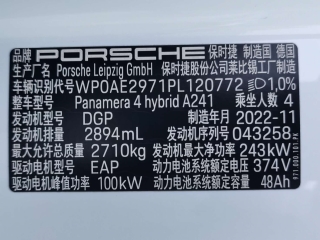 品牌 PORSCHE 保时捷 制造国 德国
生产厂名 Porsche Leipzig GmbH 保时捷股份公司莱比锡工厂制造
车辆识别代号 WP0AE2971PL120772 1,0%
整车型号 Panamera 4 hybrid A241 乘坐人数 4
发动机型号 DGP 制造年月 2022-11
发动机排量 2894mL 发动机号 043258
最大允许总质量 2710kg 发动机最大净功率 243kW
驱动电机型号 EAP 动力电池系统额定电压 374V
驱动电机峰值功率 100kW 动力电池系统额定容量 48Ah
971.000.101.PK